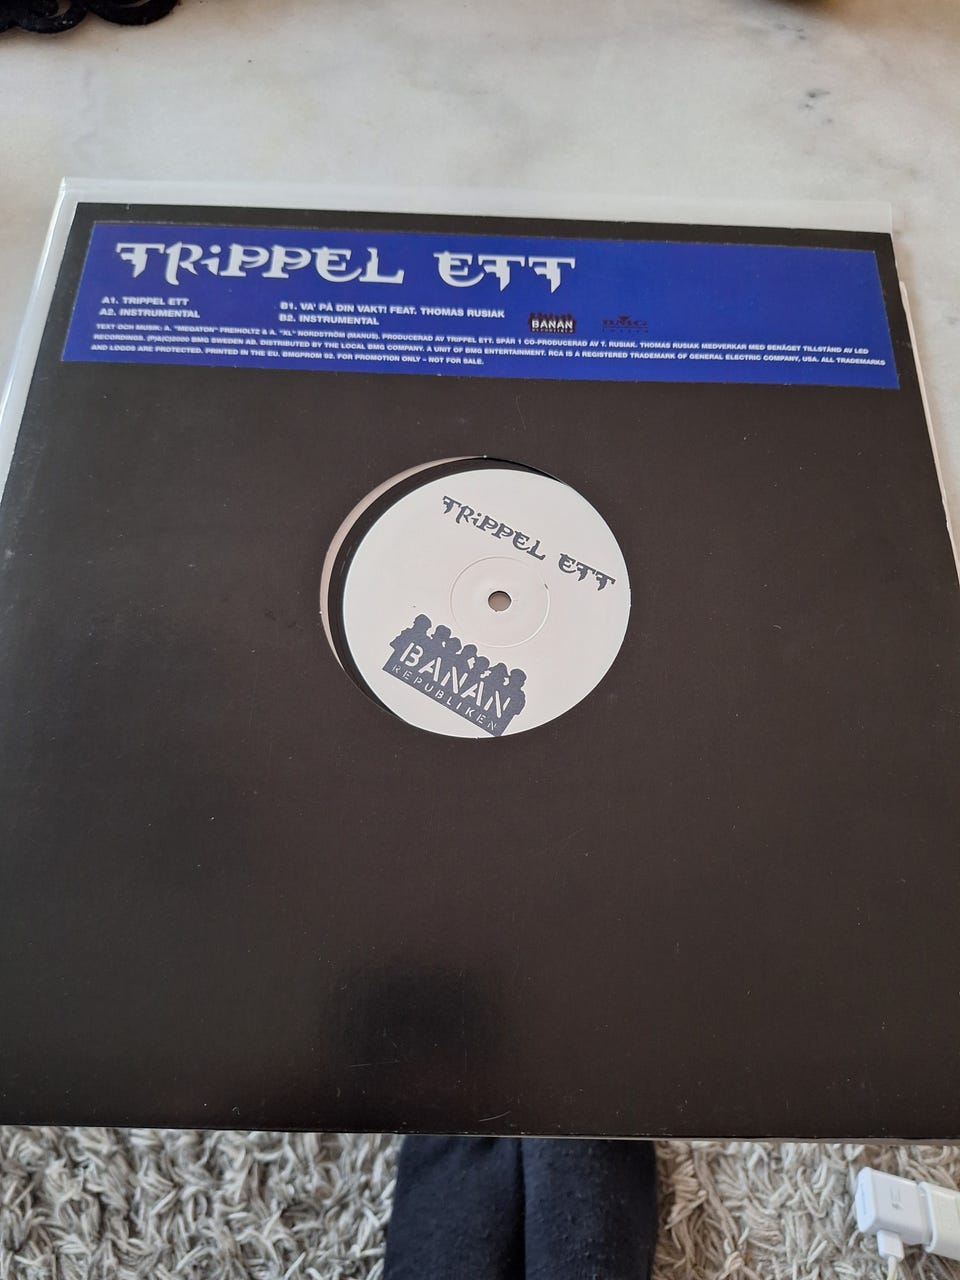 TRiPPEL ETT
A1. TRIPPEL ETT
A2. INSTRUMENTAL
B1. VA' PÅ DIN VAKT! FEAT. THOMAS RUSIAK
B2. INSTRUMENTAL
BANAN
REPUBLIKEN
BMG
TEXT OCH MUSIK: A. "MEGATON" FREIHOLTZ & A. "XL" NORDSTRÖM (MANUS). PRODUCERAD AV TRIPPEL ETT. SPÅR 1 CO-PRODUCERAD AV T. RUSIAK. THOMAS RUSIAK MEDVERKAR MED BENÄGET TILLSTÅND AV LED
RECORDINGS. (P)&(C)2000 BMG SWEDEN AB. DISTRIBUTED BY THE LOCAL BMG COMPANY. A UNIT OF BMG ENTERTAINMENT. RCA IS A REGISTERED TRADEMARK OF GENERAL ELECTRIC COMPANY, USA. ALL TRADEMARKS
AND LOGOS ARE PROTECTED. PRINTED IN THE EU. BMGPROM 92. FOR PROMOTION ONLY – NOT FOR SALE.
TRiPPEL ETT
BANAN
REPUBLIKEN